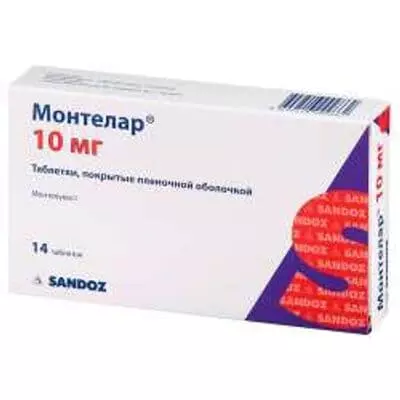 Монтелар®
10 мг
Таблетки, покрытые пленочной оболочкой
Монтелукаст
14 таблеток
SANDOZ
Монтелар® 10 мг
SANDOZ